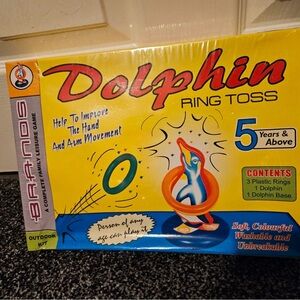 Dolphin
RING TOSS
Help To Improve
The Hand
And Arm Movement
5 Years &
Above
CONTENTS
3 Plastic Rings
1 Dolphin
1 Dolphin Base
Person of any
age can play it
Soft, Colourful
Washable and
Unbreakable
BRANDS
A COMPLETE FAMILY LEISURE GAME
OUTDOOR
KIT